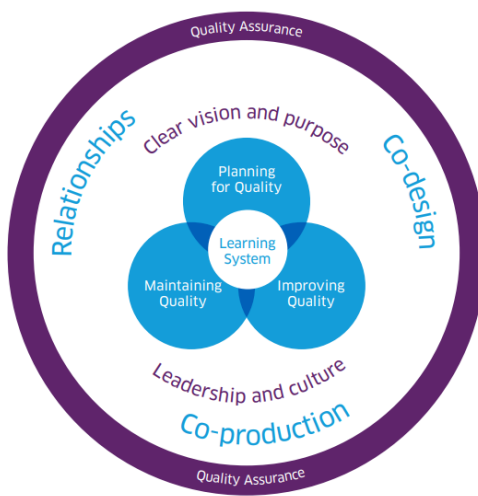 Quality Assurance
Clear vision and purpose
Relationships
Co-design
Planning
for Quality
Learning
System
Maintaining
Quality
Improving
Quality
Leadership and culture
Co-production
Quality Assurance